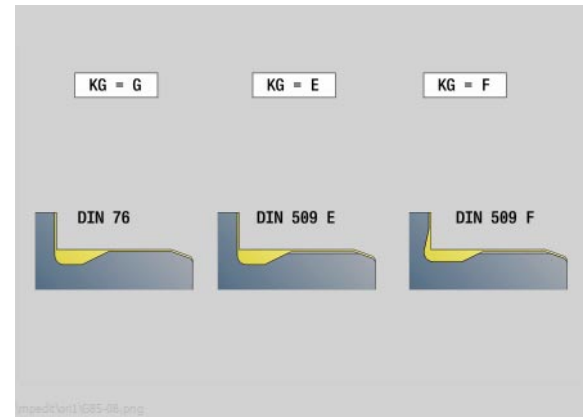 KG = G
KG = E
KG = F
DIN 76
DIN 509 E
DIN 509 F